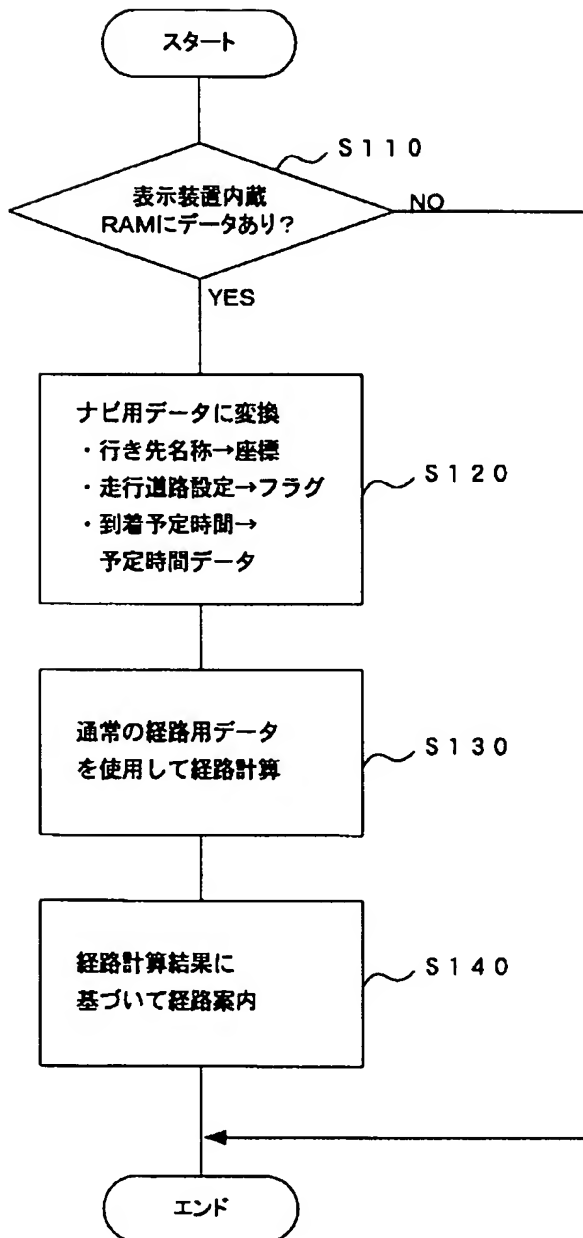 スタート
S110
表示装置内蔵
RAMにデータあり?
NO
YES
ナビ用データに変換
・行き先名称→座標
・走行道路設定→フラグ
・到着予定時間→
予定時間データ
S120
通常の経路用データ
を使用して経路計算
S130
経路計算結果に
基づいて経路案内
S140
エンド